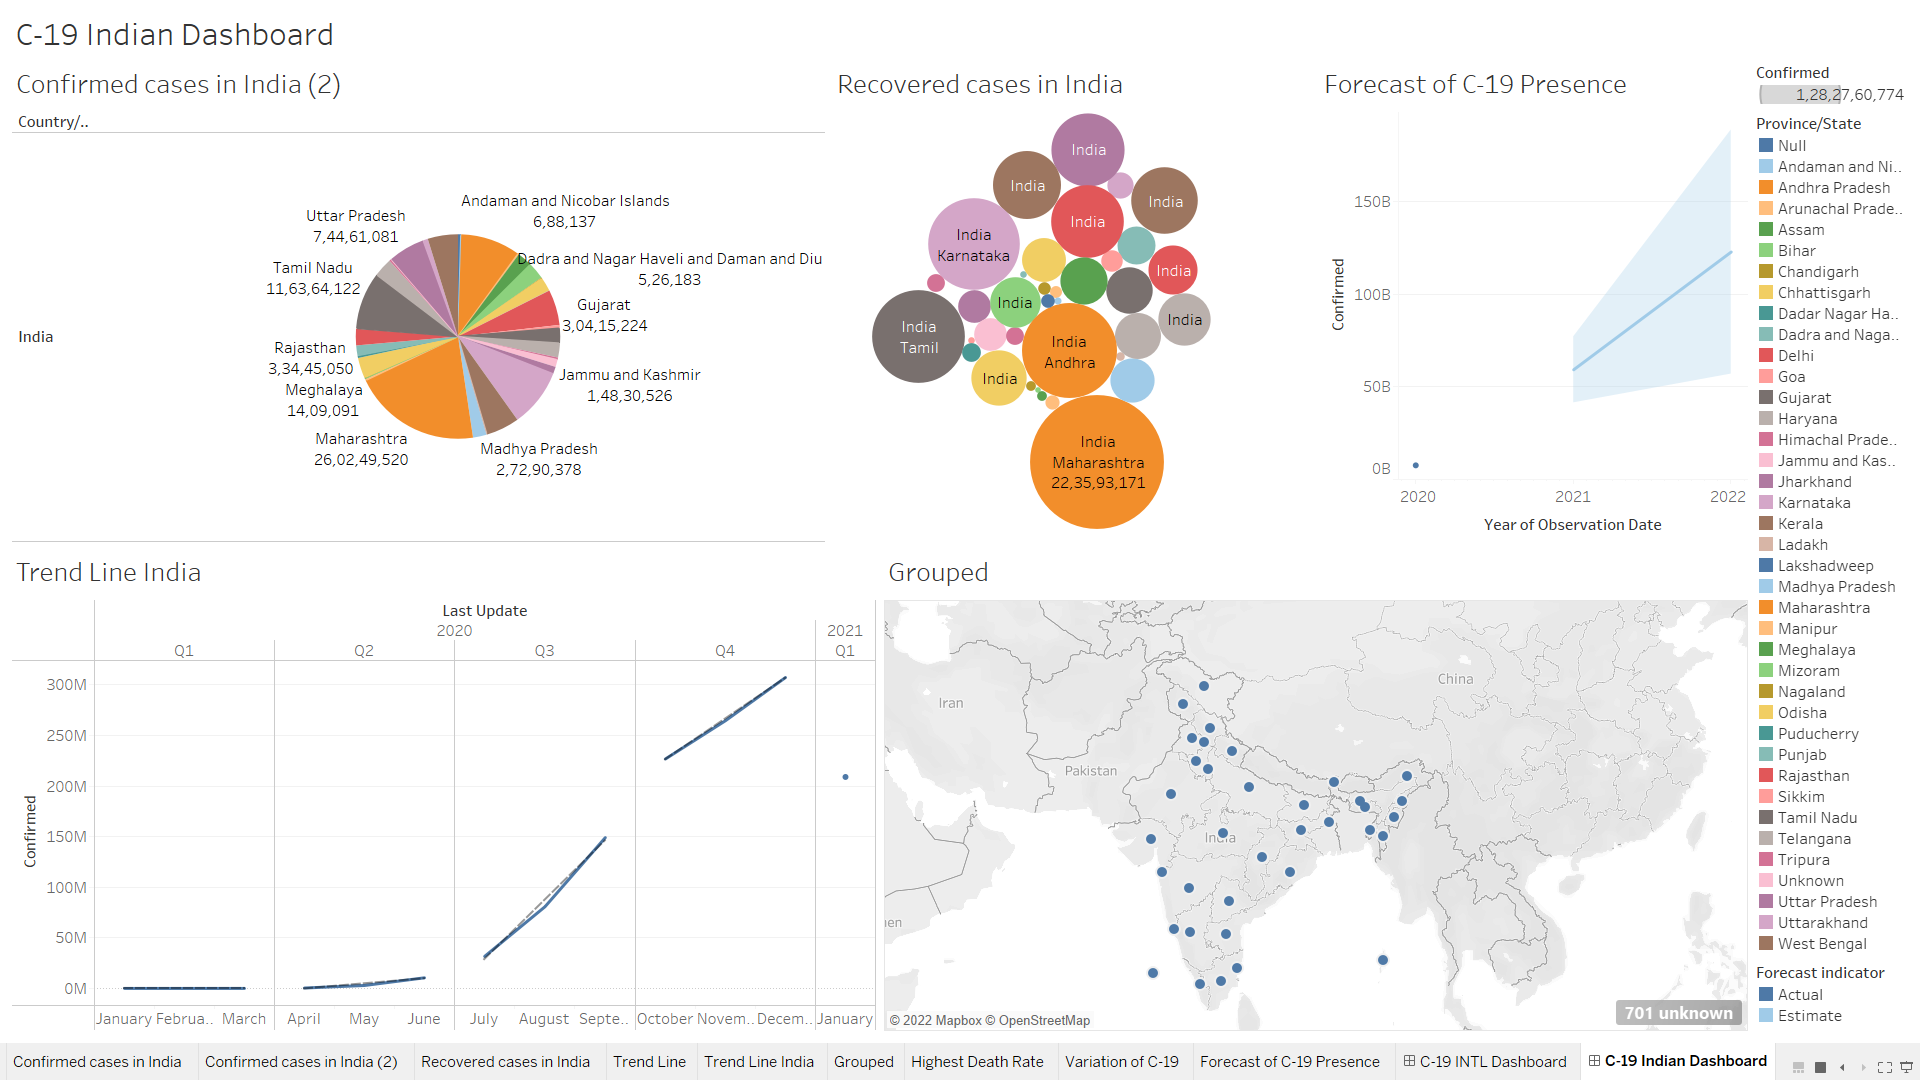 C-19 Indian Dashboard
Confirmed cases in India (2)
Country/..
India
Andaman and Nicobar Islands
6,88,137
Uttar Pradesh
7,44,61,081
Dadra and Nagar Haveli and Daman and Diu
5,26,183
Tamil Nadu
11,63,64,122
Gujarat
3,04,15,224
Rajasthan
3,34,45,050
Jammu and Kashmir
1,48,30,526
Meghalaya
14,09,091
Maharashtra
26,02,49,520
Madhya Pradesh
2,72,90,378
Recovered cases in India
India
India
India
India
India
Karnataka
India
India
India
India
Tamil
India
Andhra
India
India
Maharashtra
22,35,93,171
Forecast of C-19 Presence
Confirmed
150B
100B
50B
0B
2020
2021
2022
Year of Observation Date
Confirmed
1,28,27,60,774
Province/State
Null
Andaman and Ni..
Andhra Pradesh
Arunachal Prade..
Assam
Bihar
Chandigarh
Chhattisgarh
Dadar Nagar Ha..
Dadra and Naga..
Delhi
Goa
Gujarat
Haryana
Himachal Prade..
Jammu and Kas..
Jharkhand
Karnataka
Kerala
Ladakh
Lakshadweep
Madhya Pradesh
Maharashtra
Manipur
Meghalaya
Mizoram
Nagaland
Odisha
Puducherry
Punjab
Rajasthan
Sikkim
Tamil Nadu
Telangana
Tripura
Unknown
Uttar Pradesh
Uttarakhand
West Bengal
Forecast indicator
Actual
Estimate
Trend Line India
Last Update
2020
2021
Q1
Q2
Q3
Q4
Q1
Confirmed
300M
250M
200M
150M
100M
50M
0M
January
Februa..
March
April
May
June
July
August
Septe..
October
Novem..
Decem..
January
Grouped
China
Iran
Pakistan
India
en
© 2022 Mapbox © OpenStreetMap
701 unknown
Confirmed cases in India
Confirmed cases in India (2)
Recovered cases in India
Trend Line
Trend Line India
Grouped
Highest Death Rate
Variation of C-19
Forecast of C-19 Presence
C-19 INTL Dashboard
C-19 Indian Dashboard